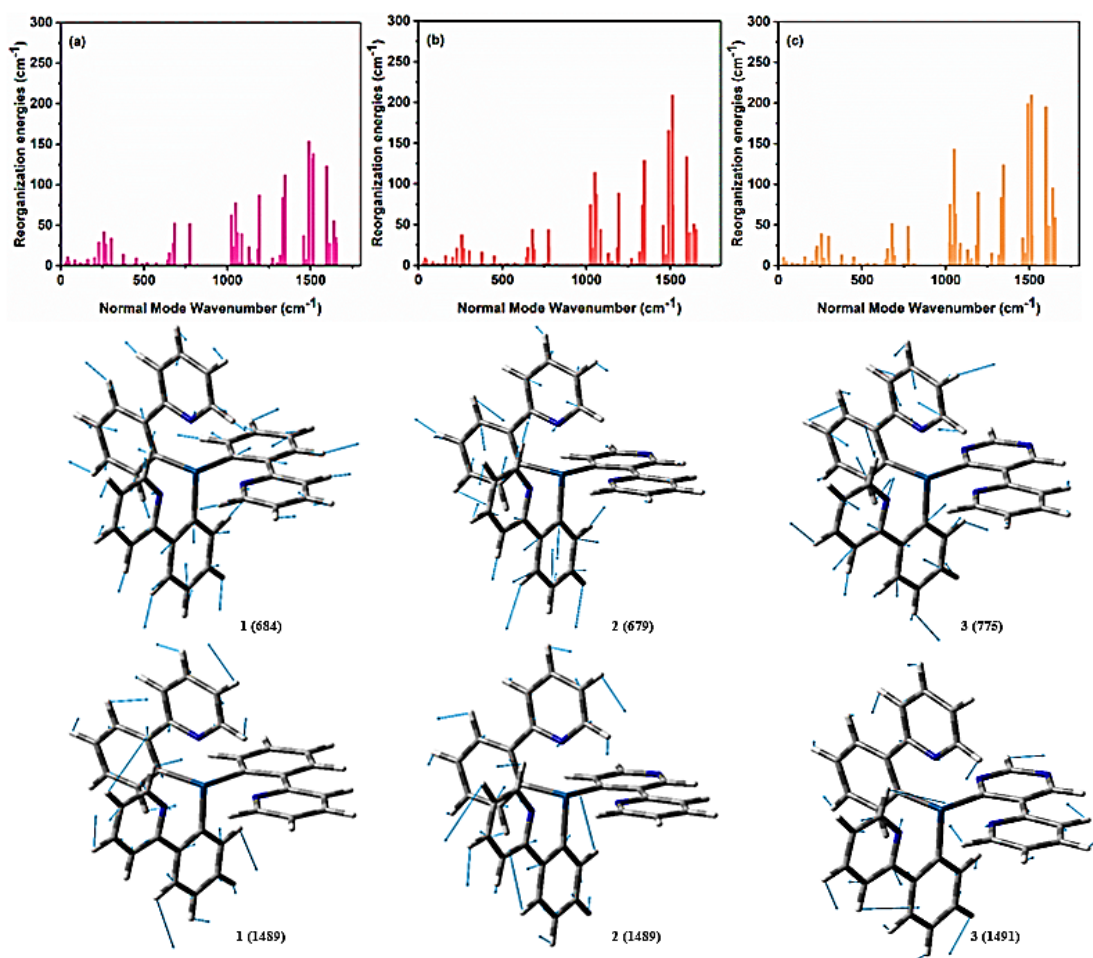 (a)
300
250
200
150
100
50
0
Reorganization energies (cm-1)
0 500 1000 1500
Normal Mode Wavenumber (cm-1)
(b)
300
250
200
150
100
50
0
Reorganization energies (cm-1)
0 500 1000 1500
Normal Mode Wavenumber (cm-1)
(c)
300
250
200
150
100
50
0
Reorganization energies (cm-1)
0 500 1000 1500
Normal Mode Wavenumber (cm-1)
1 (684)
2 (679)
3 (775)
1 (1489)
2 (1489)
3 (1491)